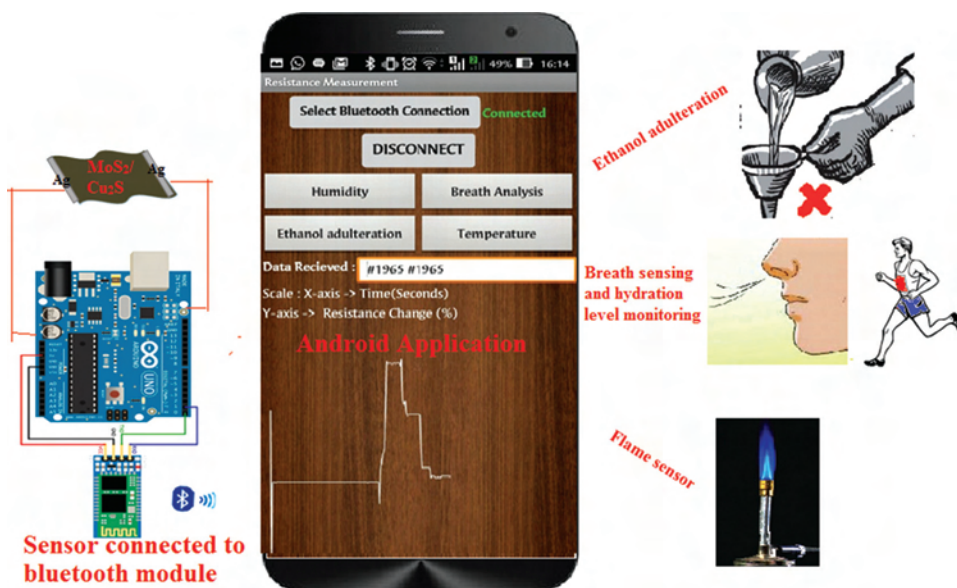 Ag
MoS₂/
Cu₂S
Ag
ARDUINO
UNO
Sensor connected to
bluetooth module
49% 16:14
Resistance Measurement
Select Bluetooth Connection Connected
DISCONNECT
Humidity Breath Analysis
Ethanol adulteration Temperature
Data Recieved : #1965 #1965
Scale : X-axis -> Time(Seconds)
Y-axis -> Resistance Change (%)
Android Application
Ethanol adulteration
Breath sensing
and hydration
level monitoring
Flame sensor